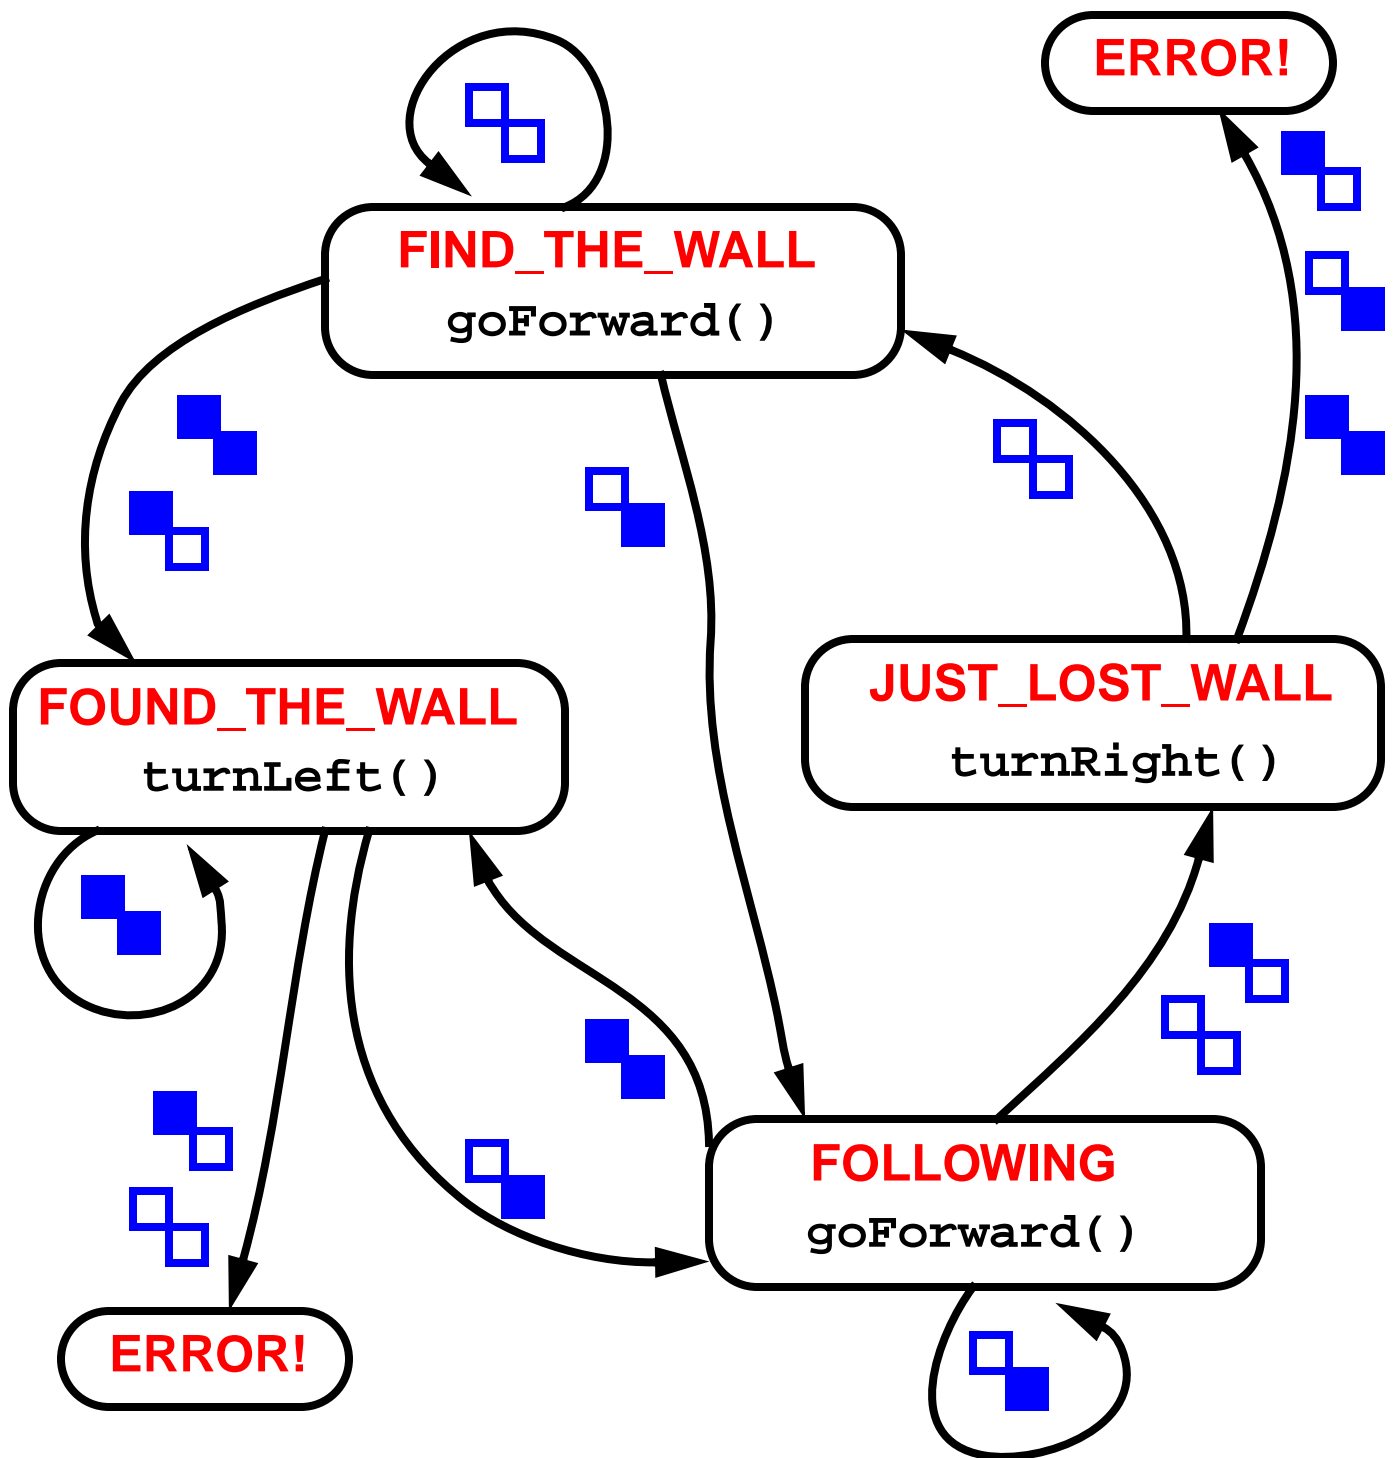 ERROR!
FIND_THE_WALL
goForward()
FOUND_THE_WALL
turnLeft()
JUST_LOST_WALL
turnRight()
FOLLOWING
goForward()
ERROR!